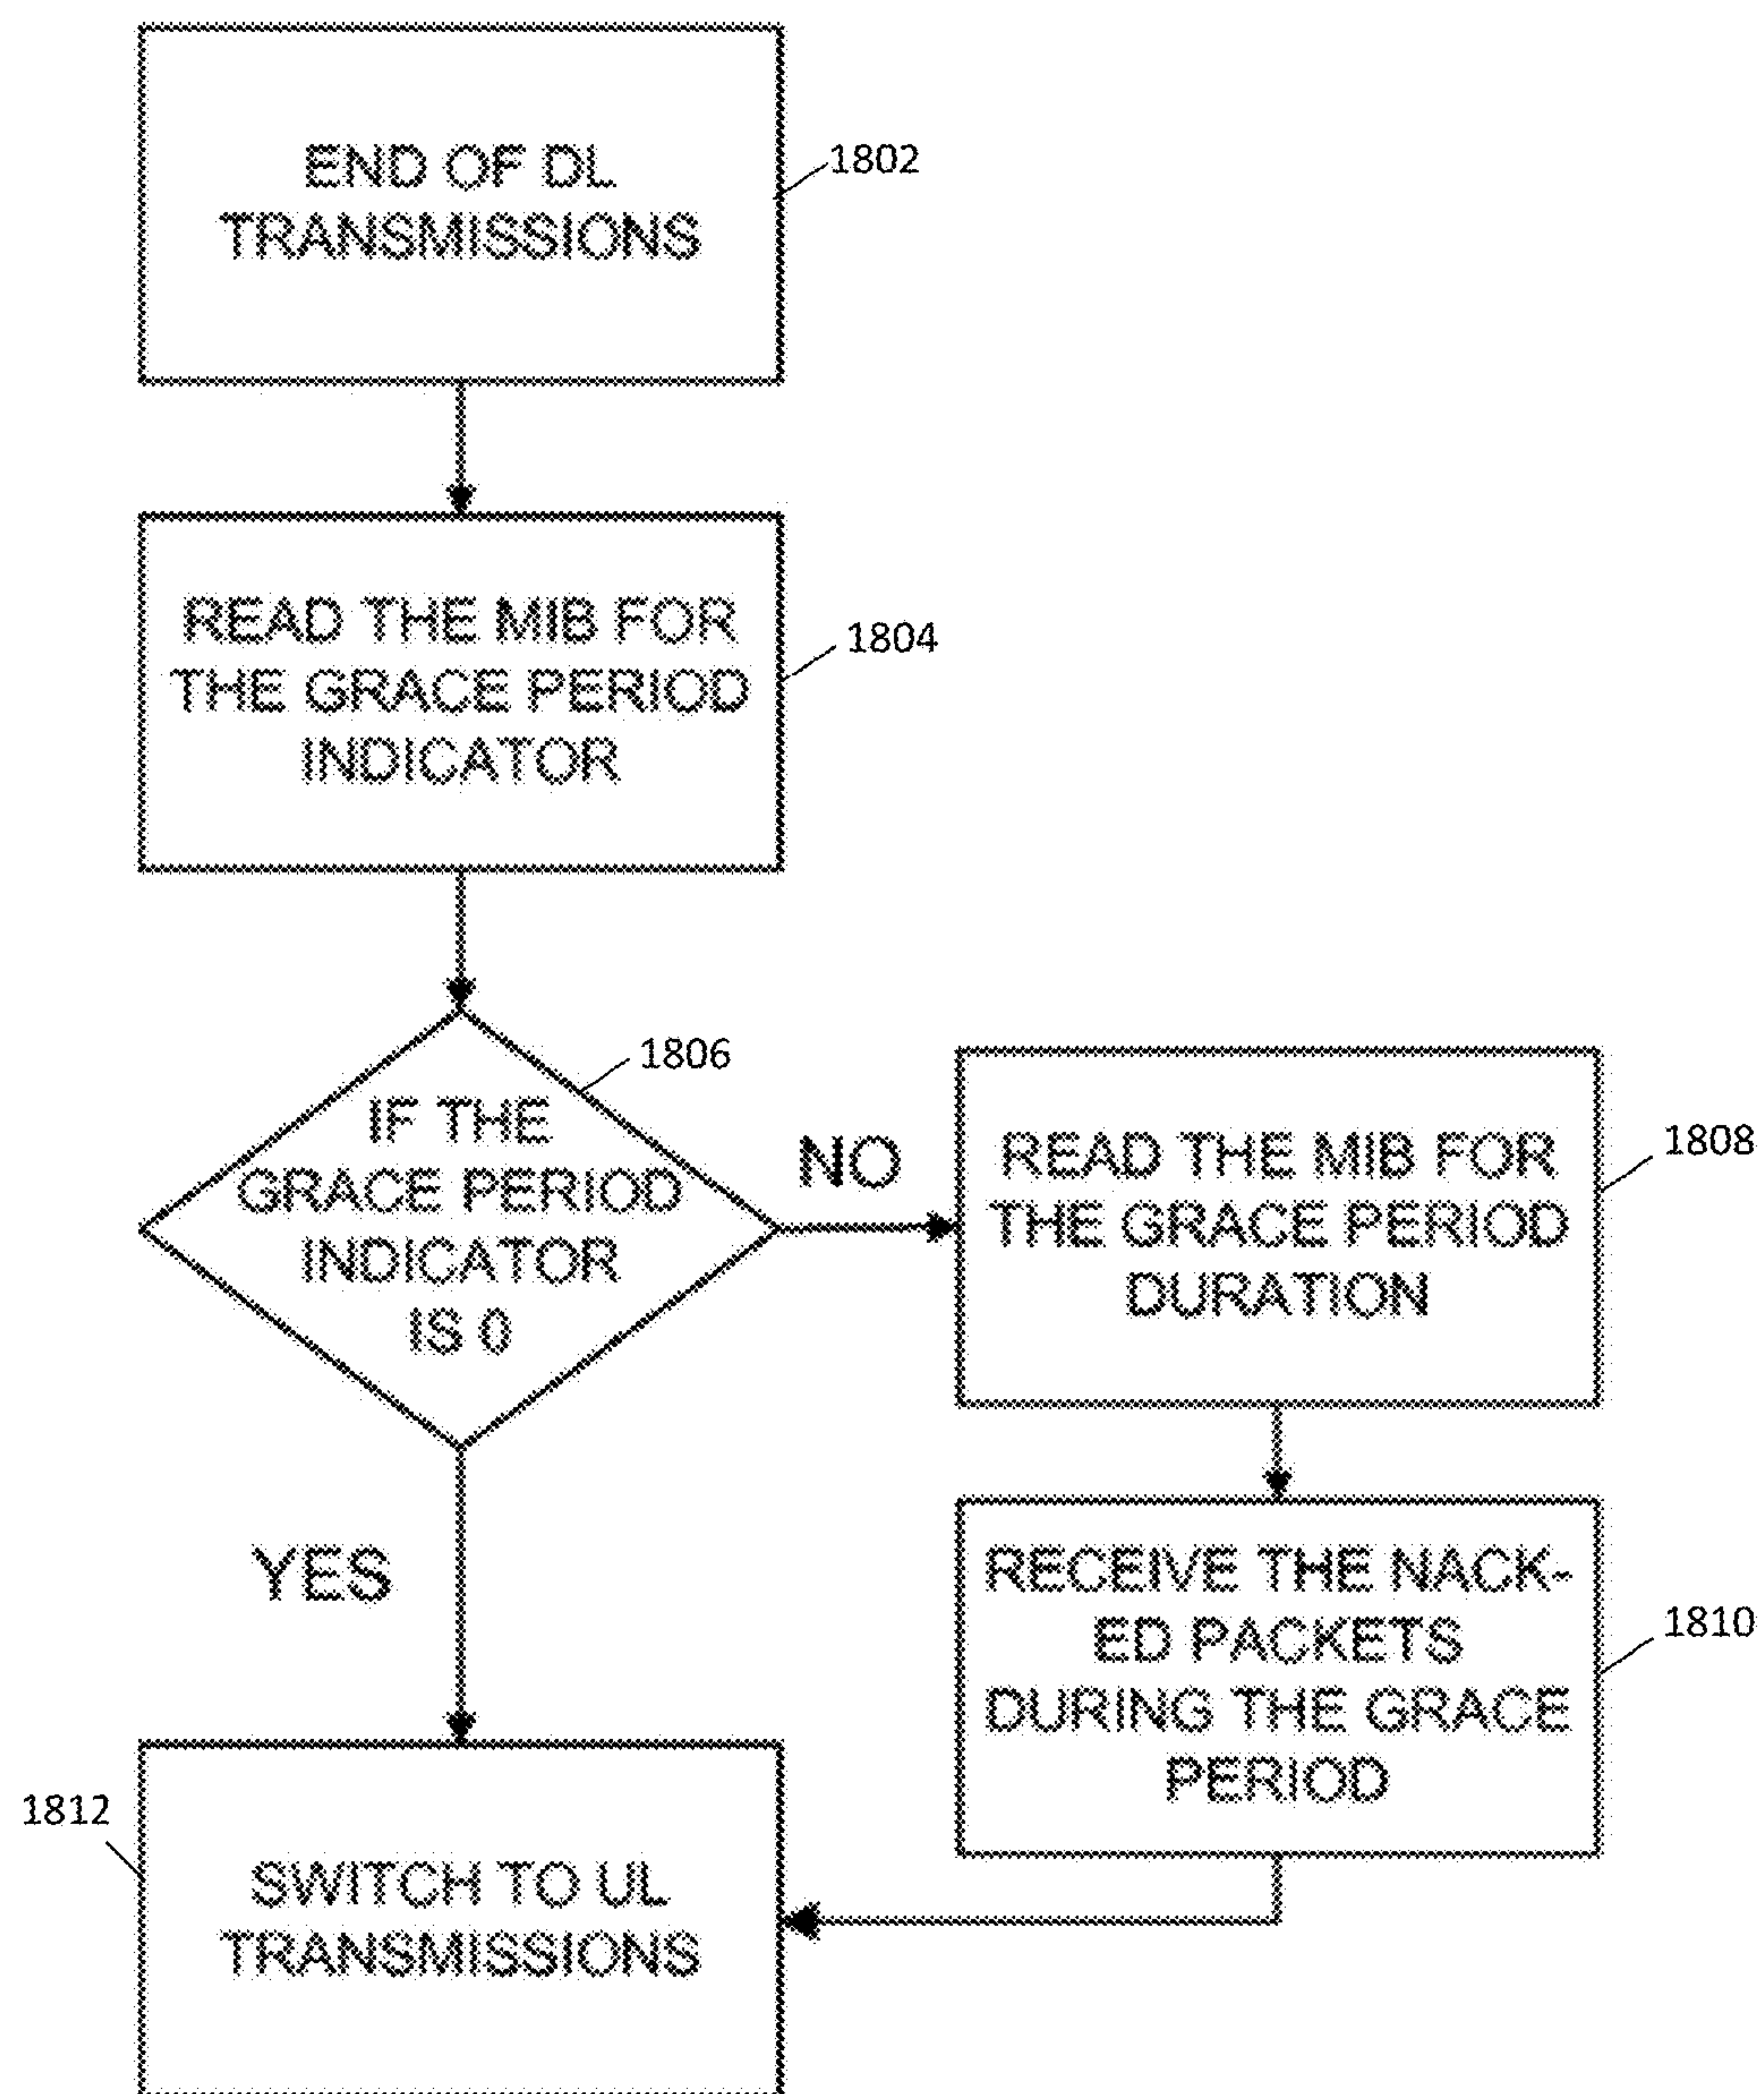 END OF DL
TRANSMISSIONS
1802
READ THE MIB FOR
THE GRACE PERIOD
INDICATOR
1804
IF THE
GRACE PERIOD
INDICATOR
IS 0
1806
NO
READ THE MIB FOR
THE GRACE PERIOD
DURATION
1808
YES
RECEIVE THE NACK-
ED PACKETS
DURING THE GRACE
PERIOD
1810
1812
SWITCH TO UL
TRANSMISSIONS